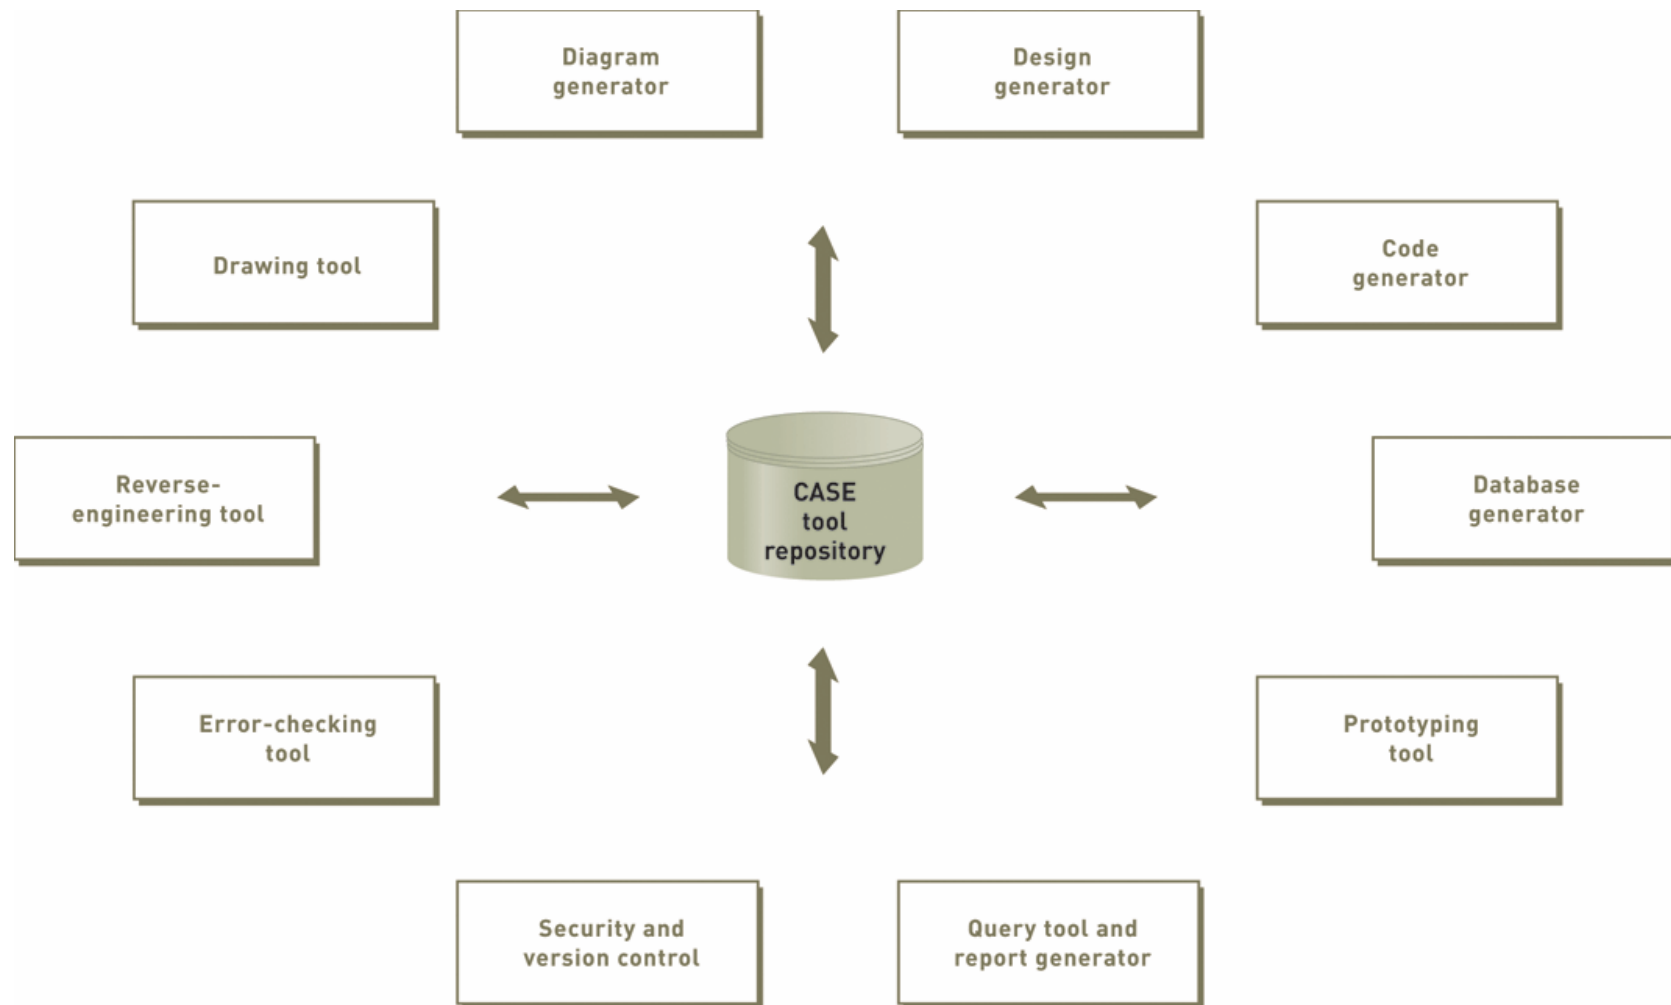 Diagram
generator
Design
generator
Drawing tool
Code
generator
Reverse-
engineering tool
CASE
tool
repository
Database
generator
Error-checking
tool
Prototyping
tool
Security and
version control
Query tool and
report generator